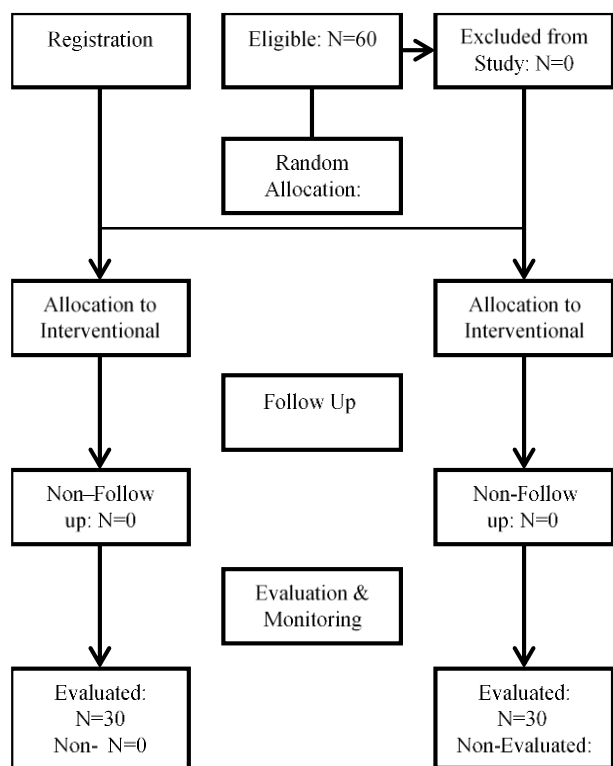 Registration
Eligible: N=60
Excluded from
Study: N=0
Random
Allocation:
Allocation to
Interventional
Allocation to
Interventional
Follow Up
Non–Follow
up: N=0
Non-Follow
up: N=0
Evaluation &
Monitoring
Evaluated:
N=30
Non- N=0
Evaluated:
N=30
Non-Evaluated: